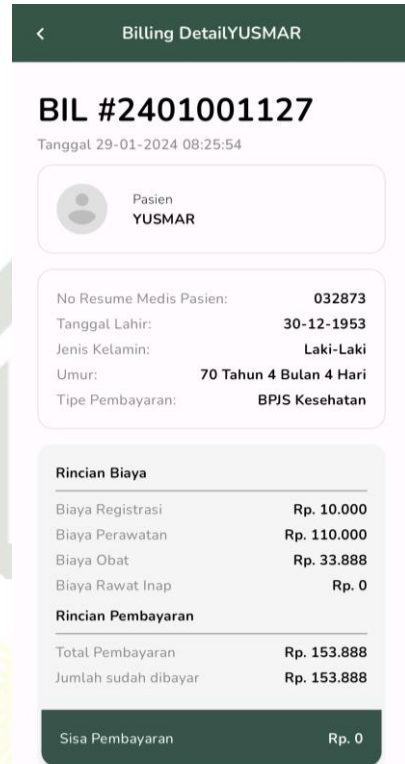 Billing DetailYUSMAR
BIL #2401001127
Tanggal 29-01-2024 08:25:54
Pasien
YUSMAR
No Resume Medis Pasien: 032873
Tanggal Lahir: 30-12-1953
Jenis Kelamin: Laki-Laki
Umur: 70 Tahun 4 Bulan 4 Hari
Tipe Pembayaran: BPJS Kesehatan
Rincian Biaya
Biaya Registrasi Rp. 10.000
Biaya Perawatan Rp. 110.000
Biaya Obat Rp. 33.888
Biaya Rawat Inap Rp. 0
Rincian Pembayaran
Total Pembayaran Rp. 153.888
Jumlah sudah dibayar Rp. 153.888
Sisa Pembayaran Rp. 0